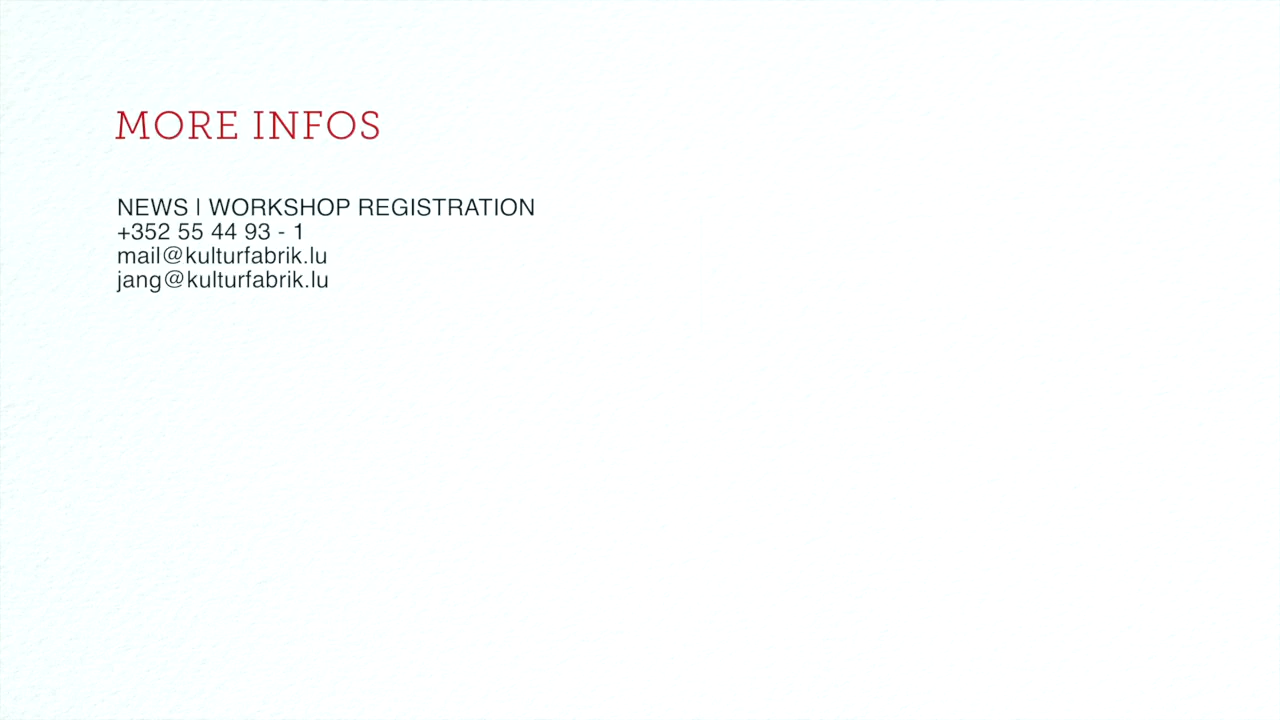 MORE INFOS
NEWS | WORKSHOP REGISTRATION
+352 55 44 93 - 1
mail@kulturfabrik.lu
jang@kulturfabrik.lu